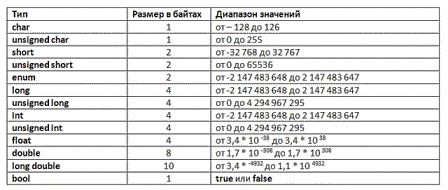 Тип Размер в байтах Диапазон значений
char 1 от – 128 до 126
unsigned char 1 от 0 до 255
short 2 от -32 768 до 32 767
unsigned short 2 от 0 до 65536
enum 2 от -2 147 483 648 до 2 147 483 647
long 4 от -2 147 483 648 до 2 147 483 647
unsigned long 4 от 0 до 4 294 967 295
int 4 от -2 147 483 648 до 2 147 483 647
unsigned int 4 от 0 до 4 294 967 295
float 4 от 3,4 * 10 -38 до 3,4 * 10 38
double 8 от 1,7 * 10 -308 до 1,7 * 10 308
long double 10 от 3,4 * -4932 до 1,1 * 10 4932
bool 1 true или false